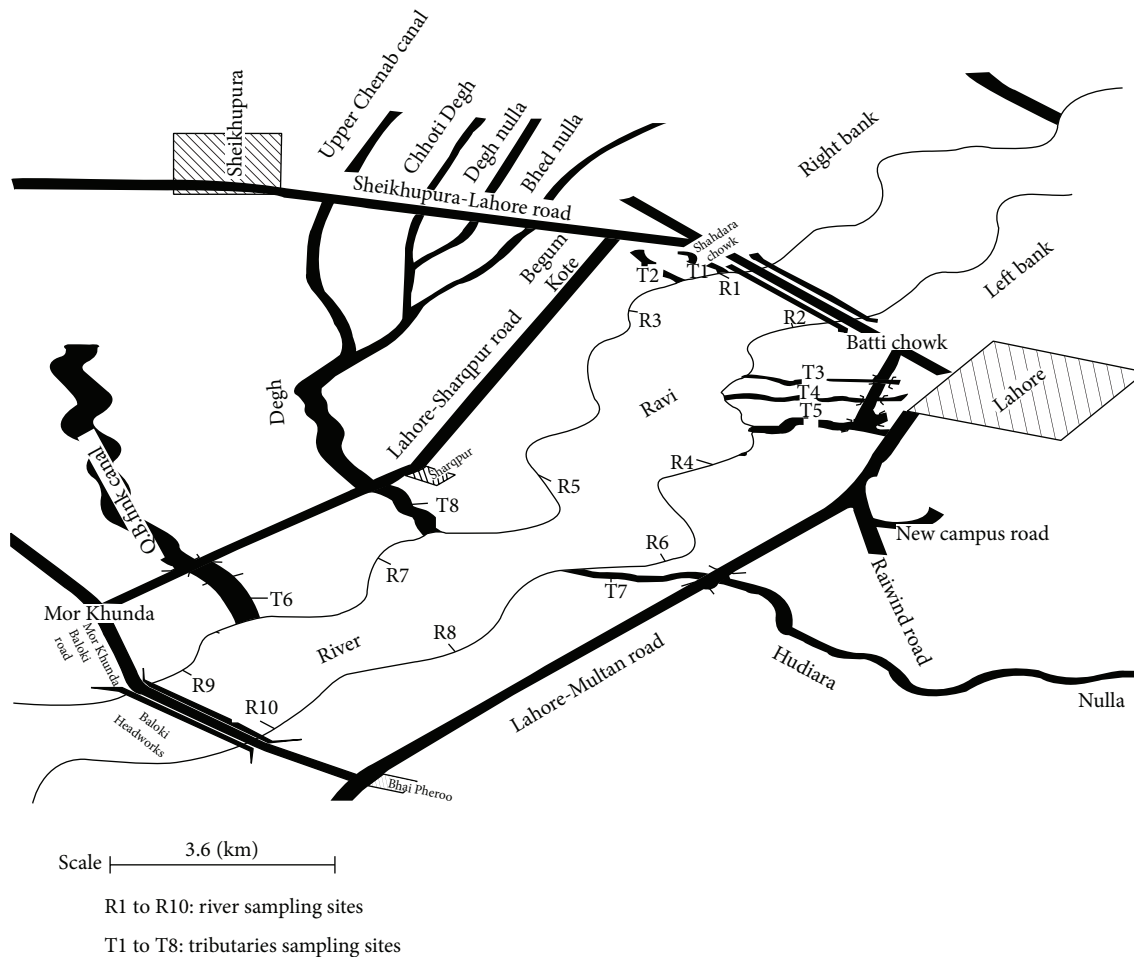 Upper Chenab canal
Chhoti Degh
Degh nulla
Bhed nulla
Sheikhupura
Right bank
Sheikhupura-Lahore road
Shahdara
chowk
Begum
Kote
Left bank
T2
T1
R1
R3
R2
Batti chowk
Lahore-Sharqpur road
Degh
Ravi
T3
T4
T5
Lahore
Sharqpur
R4
R5
Q.B.fink canal
T8
New campus road
R6
R7
T7
Raiwind road
T6
Mor Khunda
Mor Khunda
Baloki
road
River
R8
Hudiara
Nulla
R9
R10
Lahore-Multan road
Baloki
Headworks
Bhai Pheroo
Scale
3.6 (km)
R1 to R10: river sampling sites
T1 to T8: tributaries sampling sites